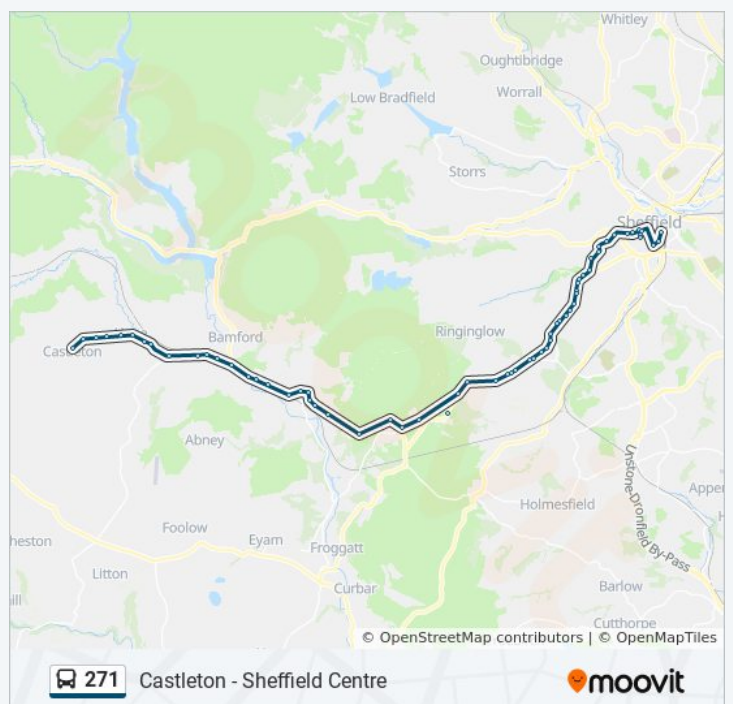 Whitley
Oughtibridge
Low Bradfield
Worrall
Storrs
Sheffield
Castleton
Bamford
Ringinglow
Abney
Unstone-Dronfield By-Pass
Holmesfield
Foolow
Eyam
Froggatt
heston
Litton
Curbar
Barlow
Cutthorpe
© OpenStreetMap contributors | © OpenMapTiles
271 Castleton - Sheffield Centre
moovit